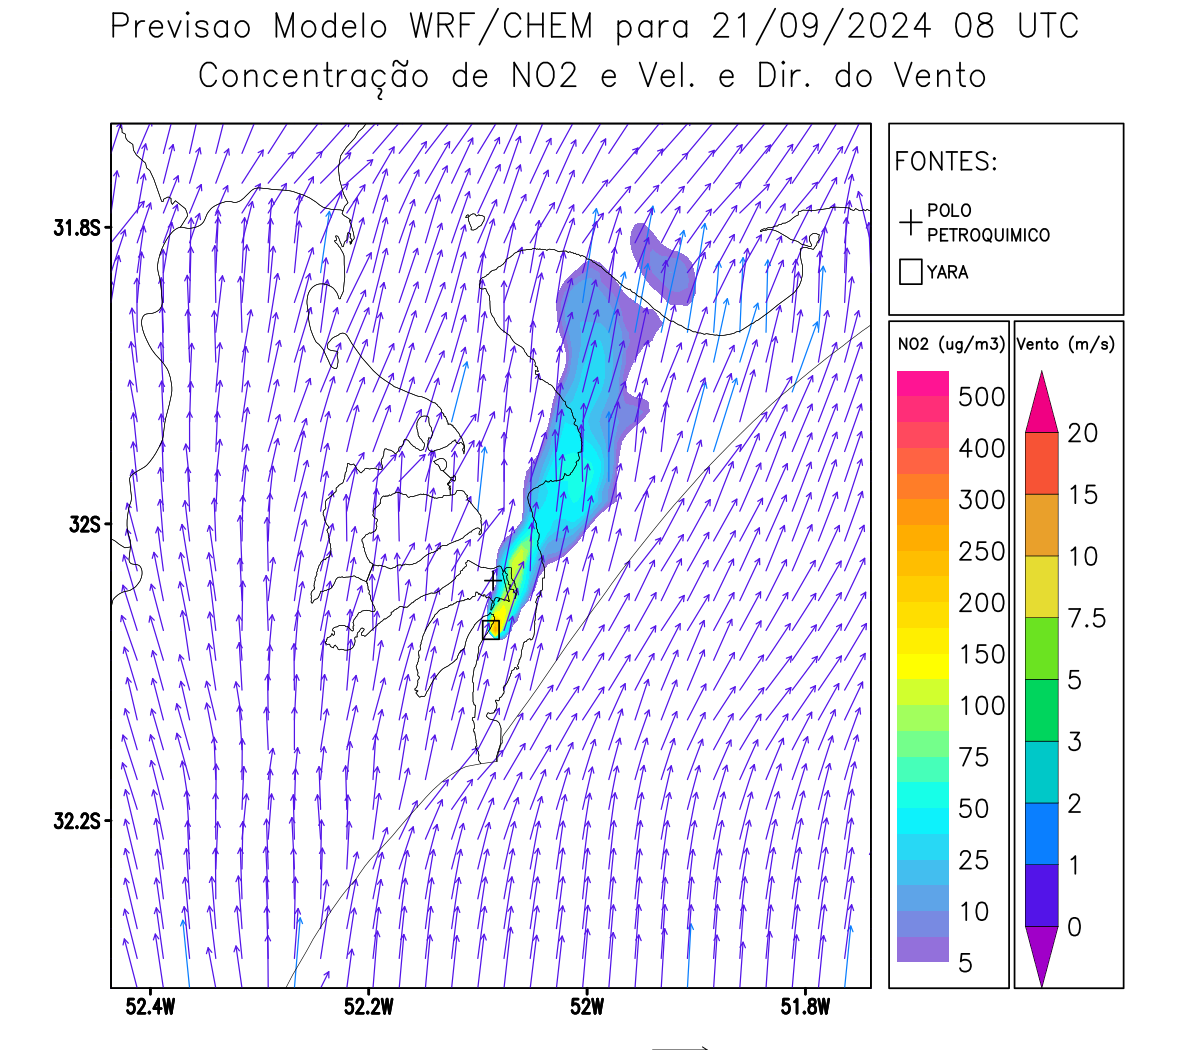 Previsao Modelo WRF/CHEM para 21/09/2024 08 UTC
Concentração de NO2 e Vel. e Dir. do Vento
FONTES:
POLO
PETROQUIMICO
YARA
NO2 (ug/m3)
500
400
300
250
200
150
100
75
50
25
10
5
Vento (m/s)
20
15
10
7.5
5
3
2
1
0
31.8S
32S
32.2S
52.4W
52.2W
52W
51.8W